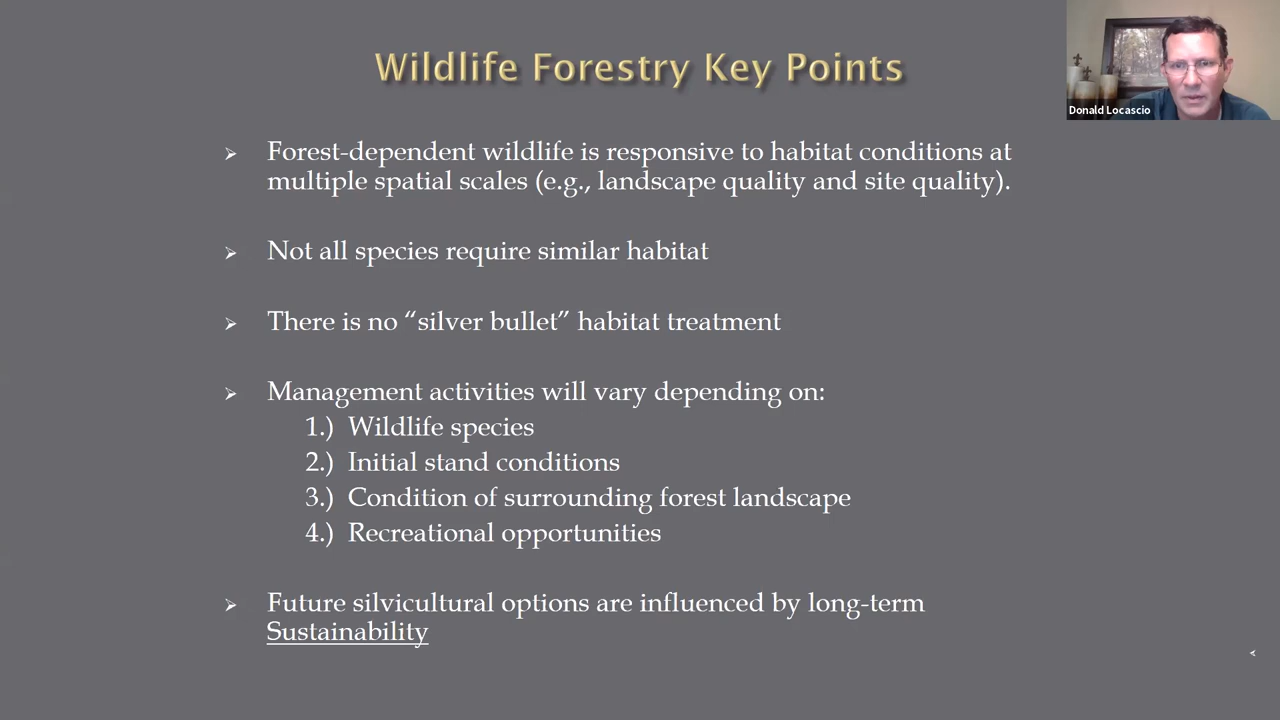 Wildlife Forestry Key Points
Donald Locascio
➢ Forest-dependent wildlife is responsive to habitat conditions at
multiple spatial scales (e.g., landscape quality and site quality).
➢ Not all species require similar habitat
➢ There is no “silver bullet” habitat treatment
➢ Management activities will vary depending on:
1.) Wildlife species
2.) Initial stand conditions
3.) Condition of surrounding forest landscape
4.) Recreational opportunities
➢ Future silvicultural options are influenced by long-term
Sustainability